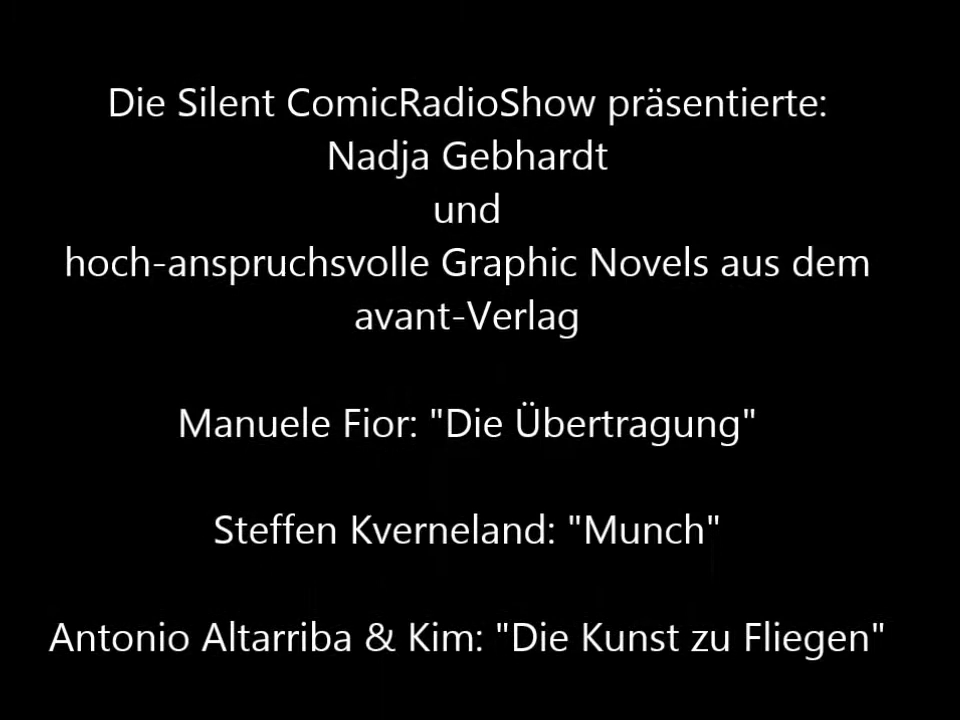 Die Silent ComicRadioShow präsentierte:
Nadja Gebhardt
und
hoch-anspruchsvolle Graphic Novels aus dem
avant-Verlag
Manuele Fior: "Die Übertragung"
Steffen Kverneland: "Munch"
Antonio Altarriba & Kim: "Die Kunst zu Fliegen"